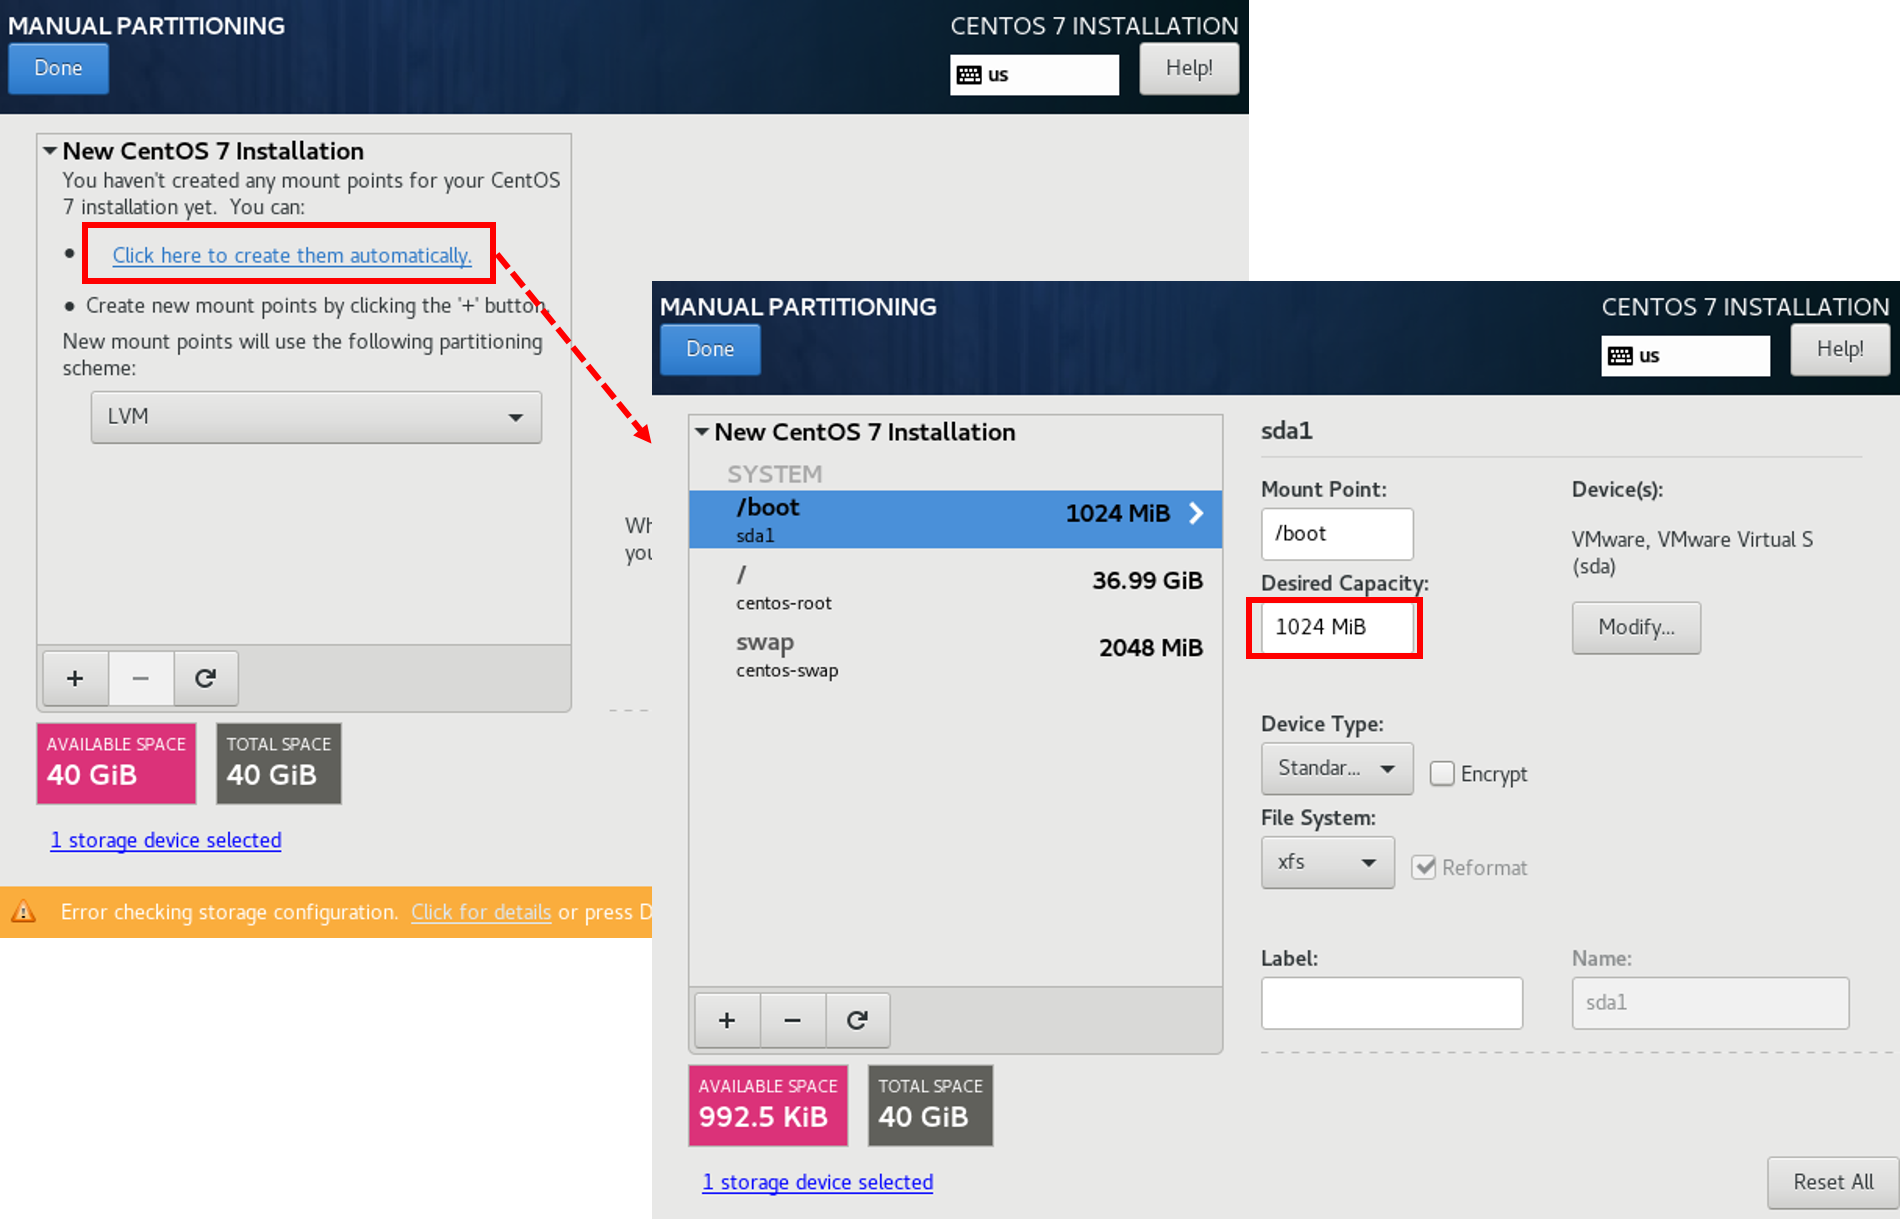 MANUAL PARTITIONING
CENTOS 7 INSTALLATION
Done
us
Help!
New CentOS 7 Installation
You haven't created any mount points for your CentOS
7 installation yet.  You can:
Click here to create them automatically.
Create new mount points by clicking the '+' button.
New mount points will use the following partitioning
scheme:
LVM
Wh
you
+
−
AVAILABLE SPACE
40 GiB
TOTAL SPACE
40 GiB
1 storage device selected
Error checking storage configuration.  Click for details or press D
MANUAL PARTITIONING
CENTOS 7 INSTALLATION
Done
us
Help!
New CentOS 7 Installation
SYSTEM
/boot
1024 MiB
sda1
/
36.99 GiB
centos-root
swap
2048 MiB
centos-swap
+
−
AVAILABLE SPACE
992.5 KiB
TOTAL SPACE
40 GiB
1 storage device selected
sda1
Mount Point:
Device(s):
/boot
VMware, VMware Virtual S
(sda)
Desired Capacity:
1024 MiB
Modify...
Device Type:
Standar...
Encrypt
File System:
xfs
Reformat
Label:
Name:
sda1
Reset All